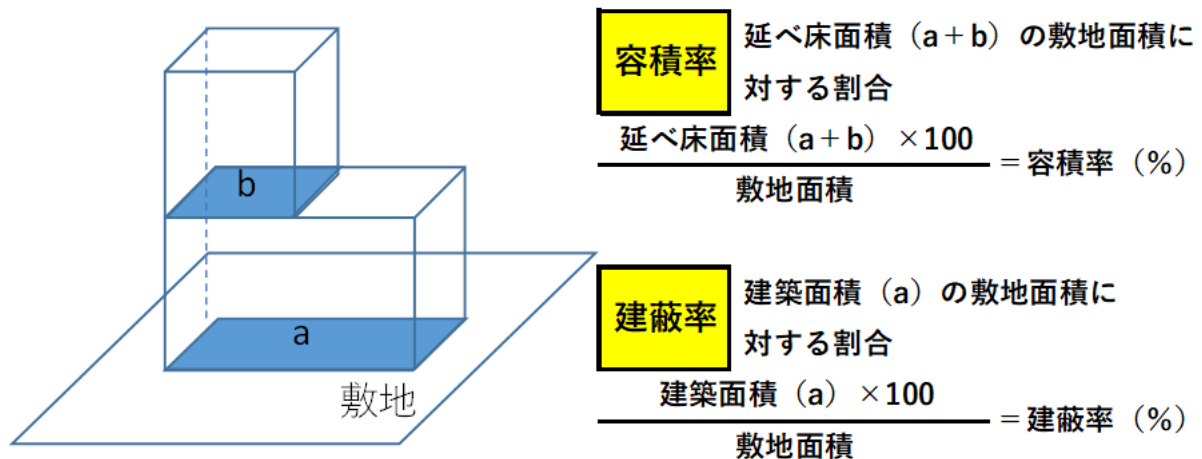 b
a
敷地
容積率
延べ床面積（a＋b）の敷地面積に
対する割合
延べ床面積（a＋b）×100
敷地面積
＝容積率（%）
建蔽率
建築面積（a）の敷地面積に
対する割合
建築面積（a）×100
敷地面積
＝建蔽率（%）